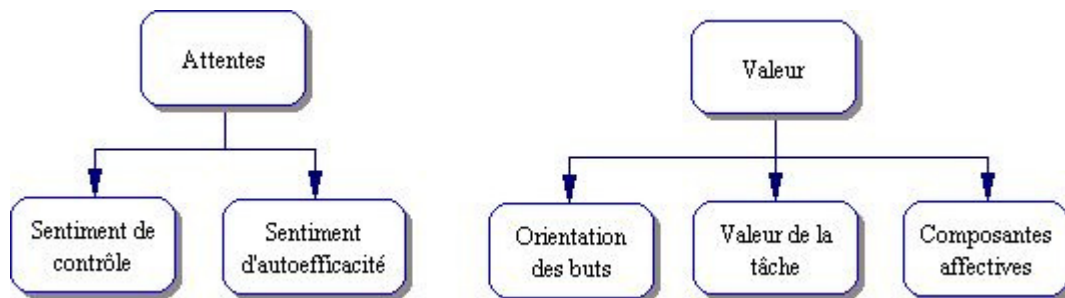 Attentes
Valeur
Sentiment de
contrôle
Sentiment
d'autoefficacité
Orientation
des buts
Valeur de la
tâche
Composantes
affectives